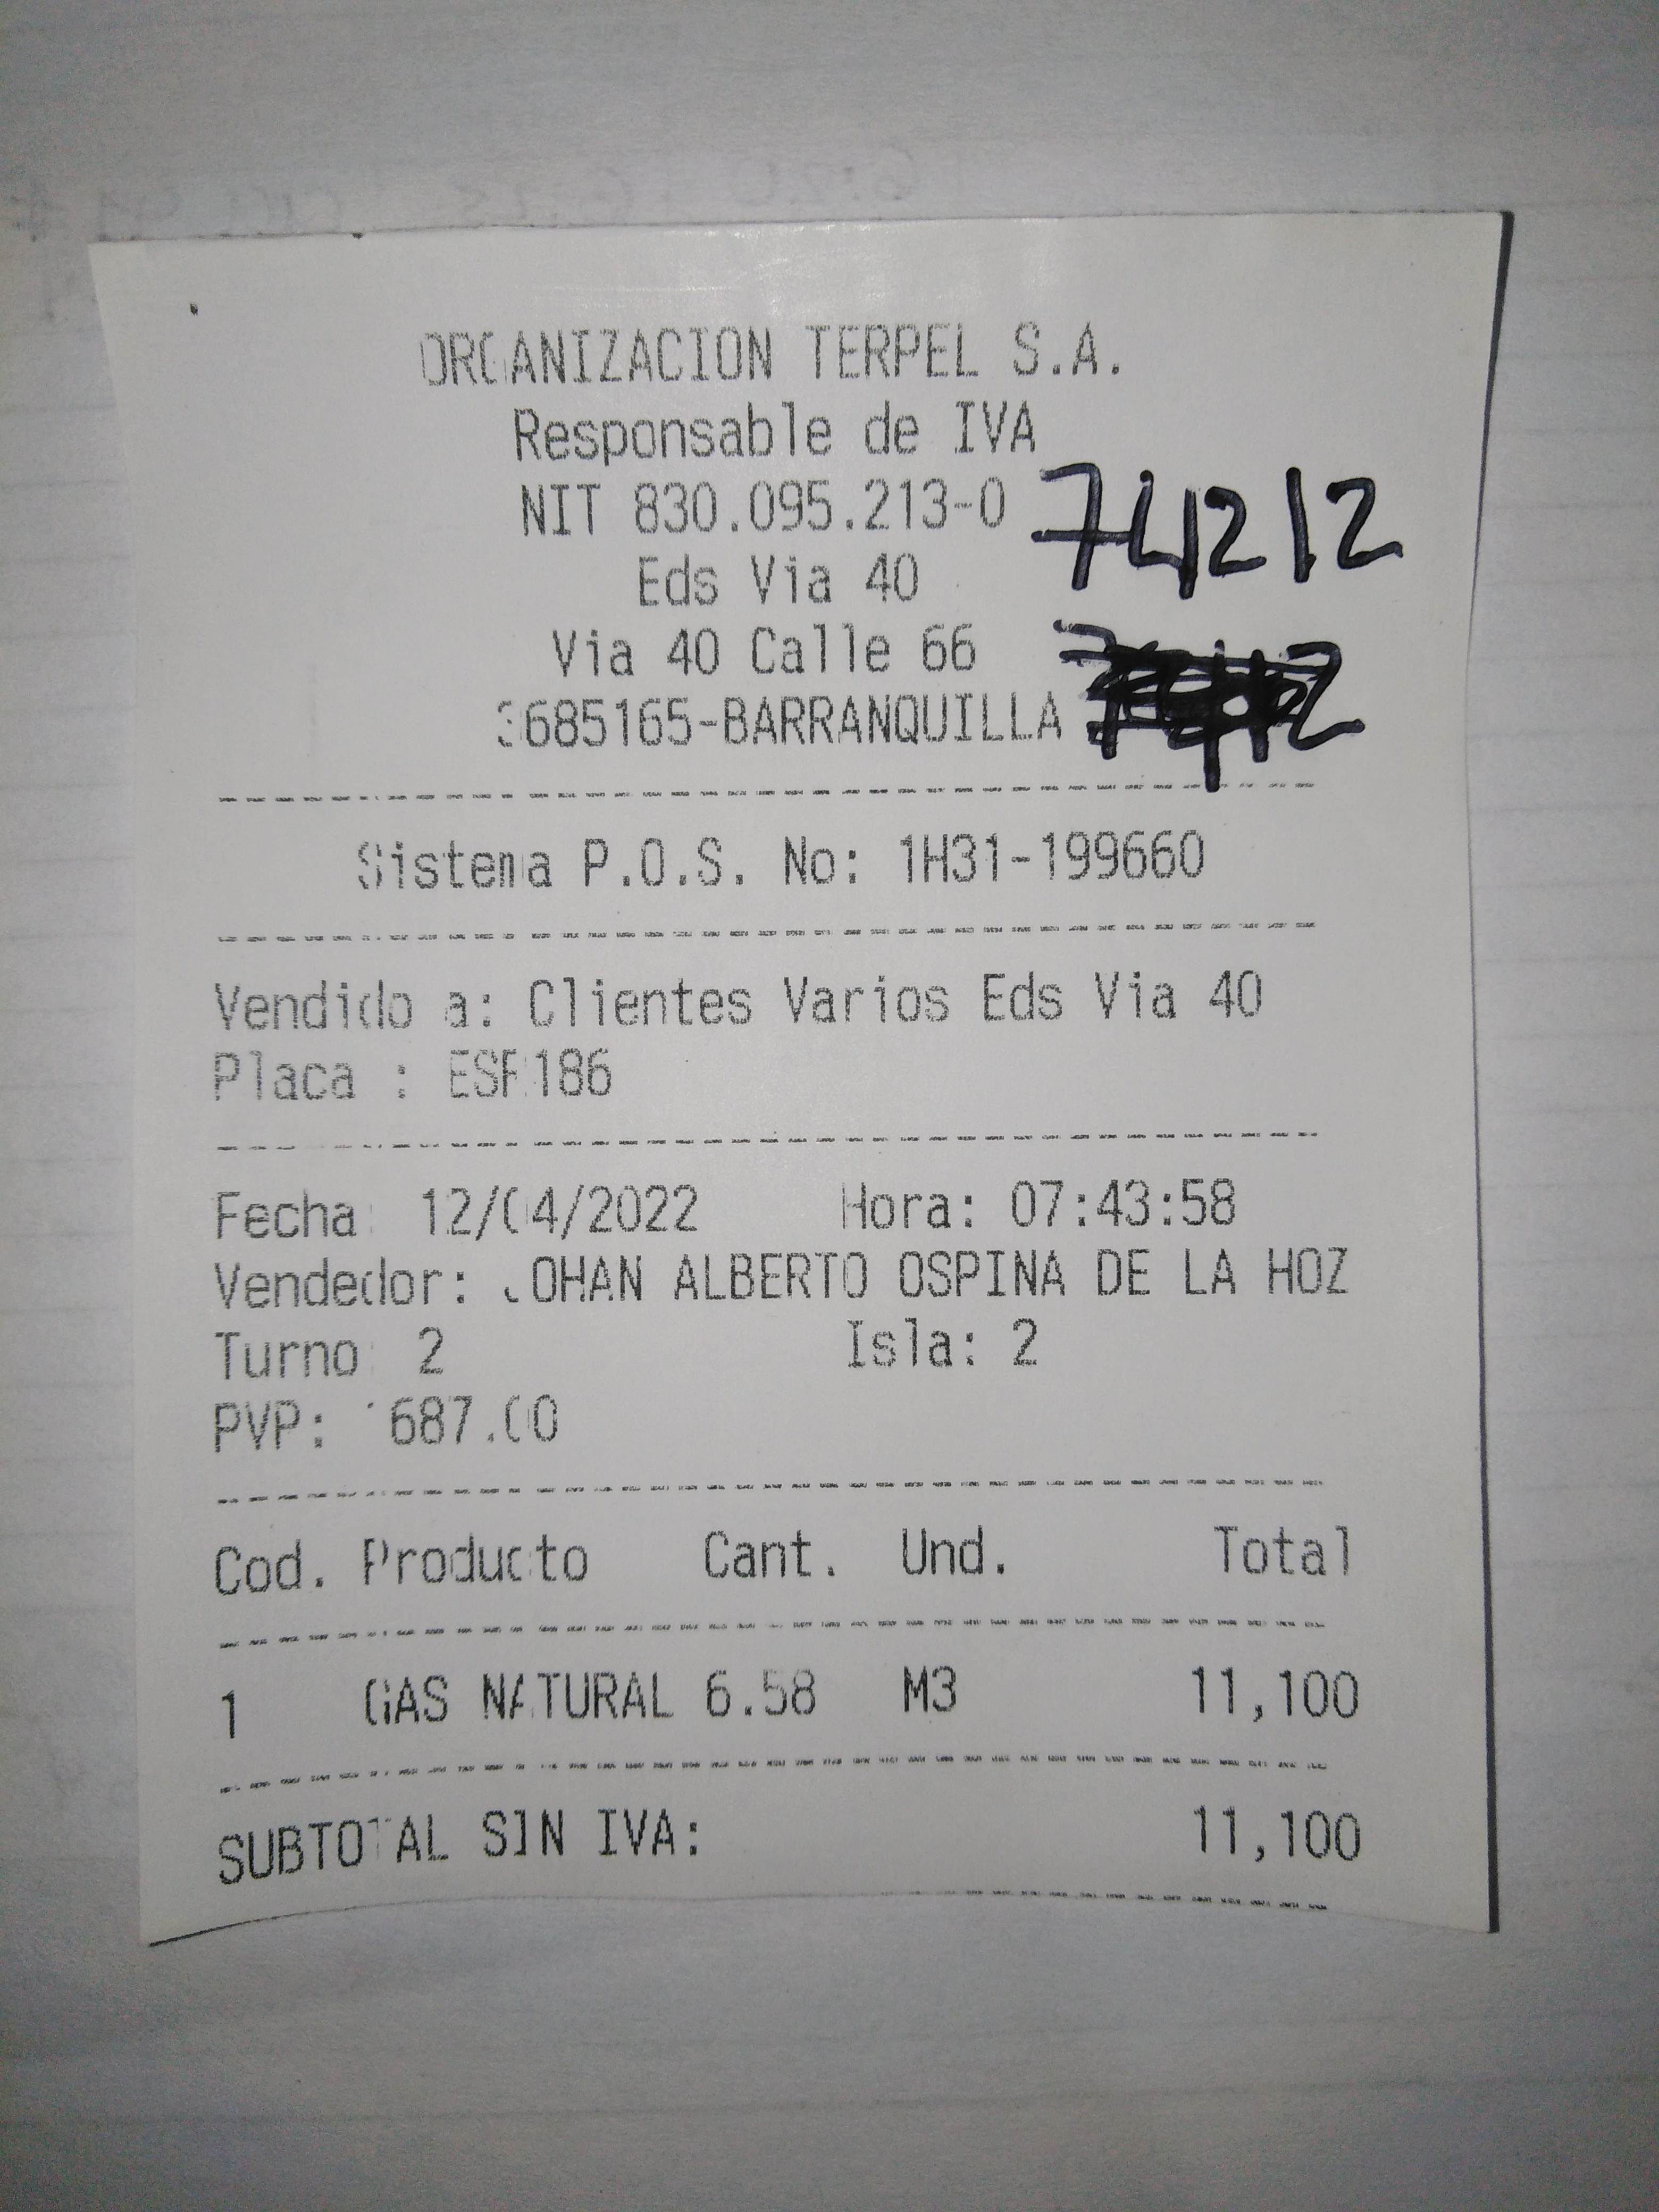 ORGANIZACION TERPEL S.A.
Responsable de IVA
NIT 830.095.213-0
74212
Eds Via 40
Via 40 Calle 66
3685165-BARRANQUILLA
Sistema P.O.S. No: 1H31-199660
Vendido a: Clientes Varios Eds Via 40
Placa :
Fecha: 12/04/2022 Hora: 07:43:58
Vendedor: JOHAN ALBERTO OSPINA DE LA HOZ
Turno: 2 Isla: 2
PVP: 1687.00
Cod. Producto Cant. Und. Total
1 GAS NATURAL 6.58 M3 11,100
SUBTOTAL SIN IVA: 11,100